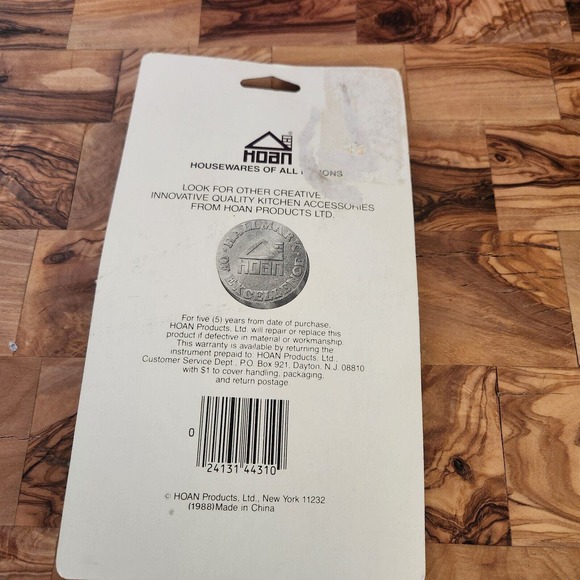 HOAN®
HOUSEWARES OF ALL
LOOK FOR OTHER CREATIVE
INNOVATIVE QUALITY KITCHEN ACCESSORIES
FROM HOAN PRODUCTS LTD.
HALLMARK
HOAN
OF EXCELLENCE
For five (5) years from date of purchase,
HOAN Products, Ltd. will repair or replace this
product if defective in material or workmanship.
This warranty is available by returning the
instrument prepaid to: HOAN Products, Ltd.,
Customer Service Dept., P.O. Box 921, Dayton, N.J. 08810
with $1 to cover handling, packaging,
and return postage.
0 24131 44310
© HOAN Products, Ltd., New York 11232
(1988) Made in China